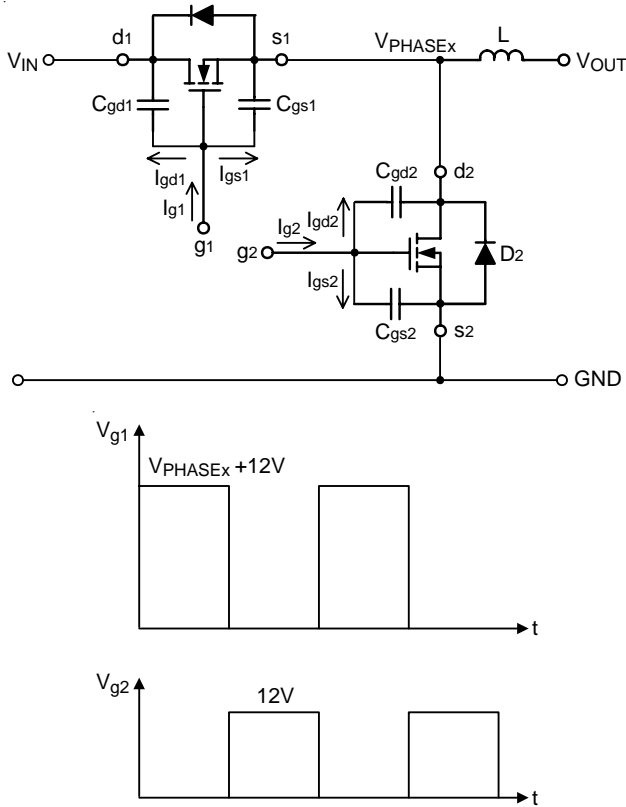 L
d1
s1
VPHASEx
VIN
VOUT
Cgd1
Cgs1
Igd1
Igs1
Ig1
g1
Cgd2
d2
Ig2
Igd2
g2
D2
Igs2
Cgs2
s2
GND
Vg1
VPHASEx +12V
t
Vg2
12V
t